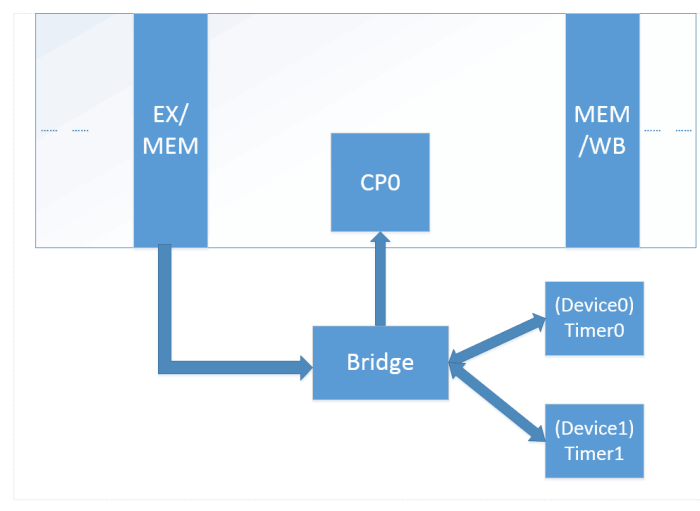 EX/
MEM
MEM
/WB
...... ......
...... ......
CP0
(Device0)
Timer0
Bridge
(Device1)
Timer1